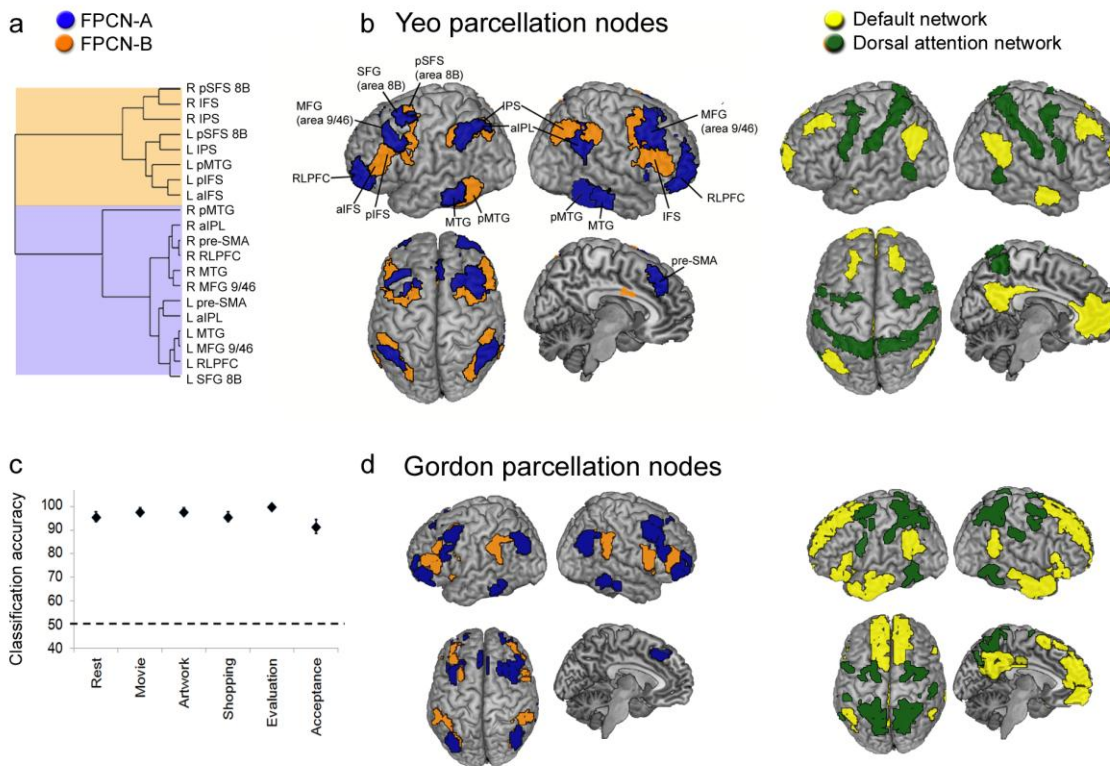 a
FPCN-A
FPCN-B
R pSFS 8B
R IFS
R IPS
L pSFS 8B
L IPS
L pMTG
L pIFS
L aIFS
R pMTG
R aIPL
R pre-SMA
R RLPFC
R MTG
R MFG 9/46
L pre-SMA
L aIPL
L MTG
L MFG 9/46
L RLPFC
L SFG 8B
b Yeo parcellation nodes
pSFS
(area 8B)
SFG
(area 8B)
MFG
(area 9/46)
IPS
aIPL
MFG
(area 9/46)
RLPFC
RLPFC
aIFS
pIFS
MTG
pMTG
pMTG
MTG
IFS
pre-SMA
Default network
Dorsal attention network
c
Classification accuracy
100
90
80
70
60
50
40
Rest
Movie
Artwork
Shopping
Evaluation
Acceptance
d Gordon parcellation nodes